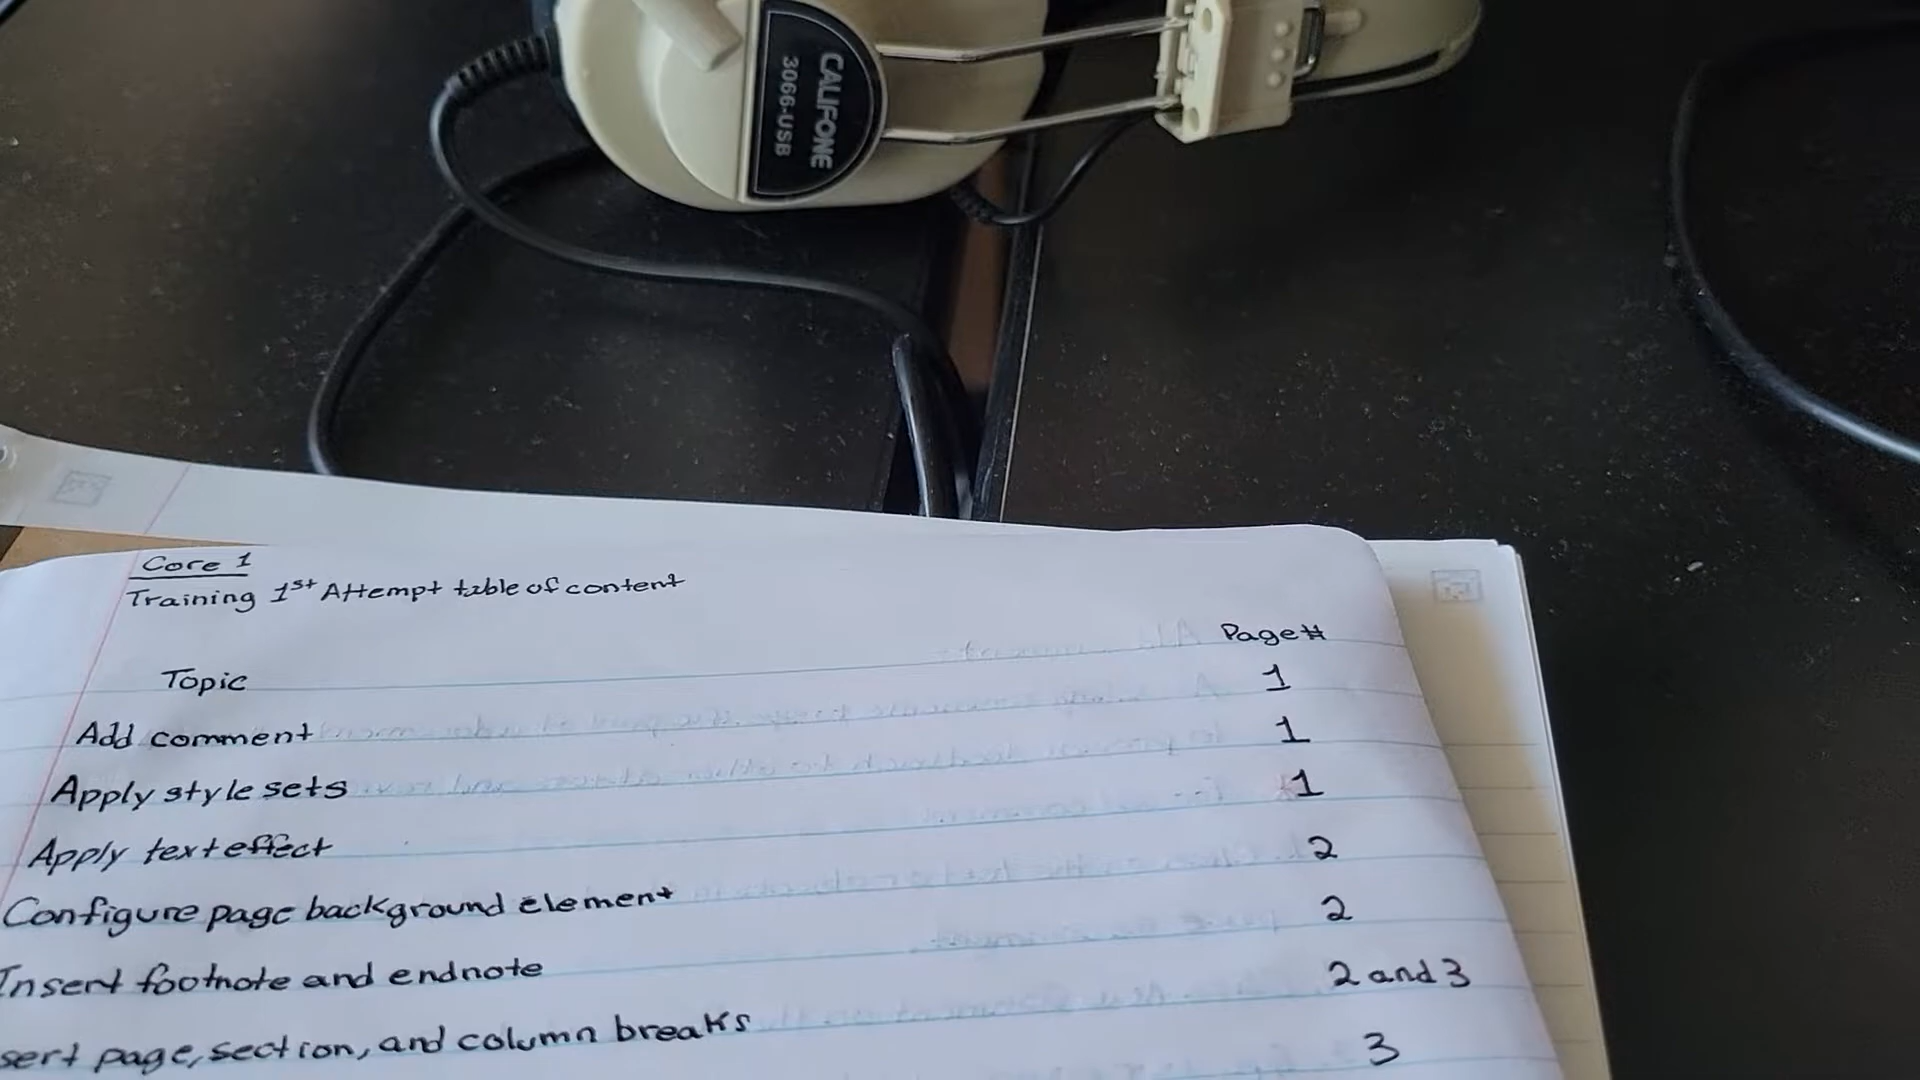 CALIFONE
3066-USB
Core 1
Training 1st Attempt table of content
Topic Page#
Add comment 1
Apply style sets 1
Apply text effect 1
Configure page background element 2
Insert footnote and endnote 2
sert page, section, and column breaks 2 and 3
3